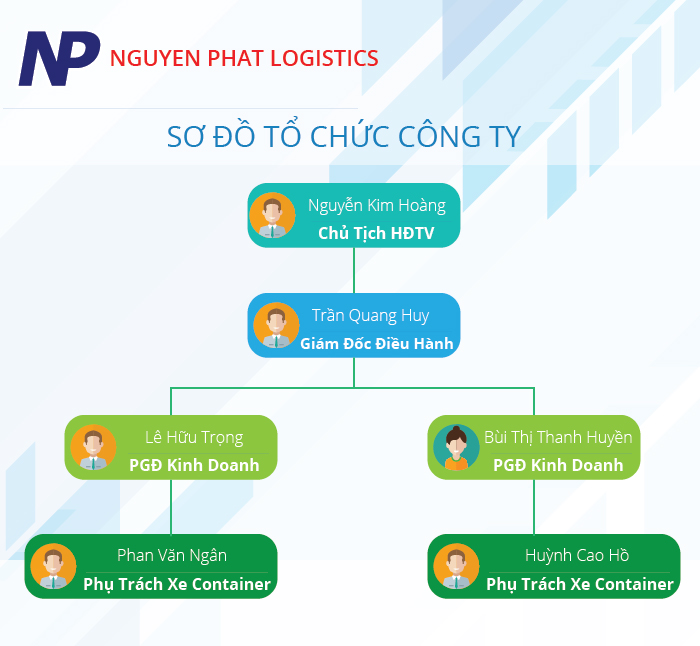 NP NGUYEN PHAT LOGISTICS
SƠ ĐỒ TỔ CHỨC CÔNG TY
Nguyễn Kim Hoàng
Chủ Tịch HĐTV
Trần Quang Huy
Giám Đốc Điều Hành
Lê Hữu Trọng
PGĐ Kinh Doanh
Bùi Thị Thanh Huyền
PGĐ Kinh Doanh
Phan Văn Ngân
Phụ Trách Xe Container
Huỳnh Cao Hồ
Phụ Trách Xe Container